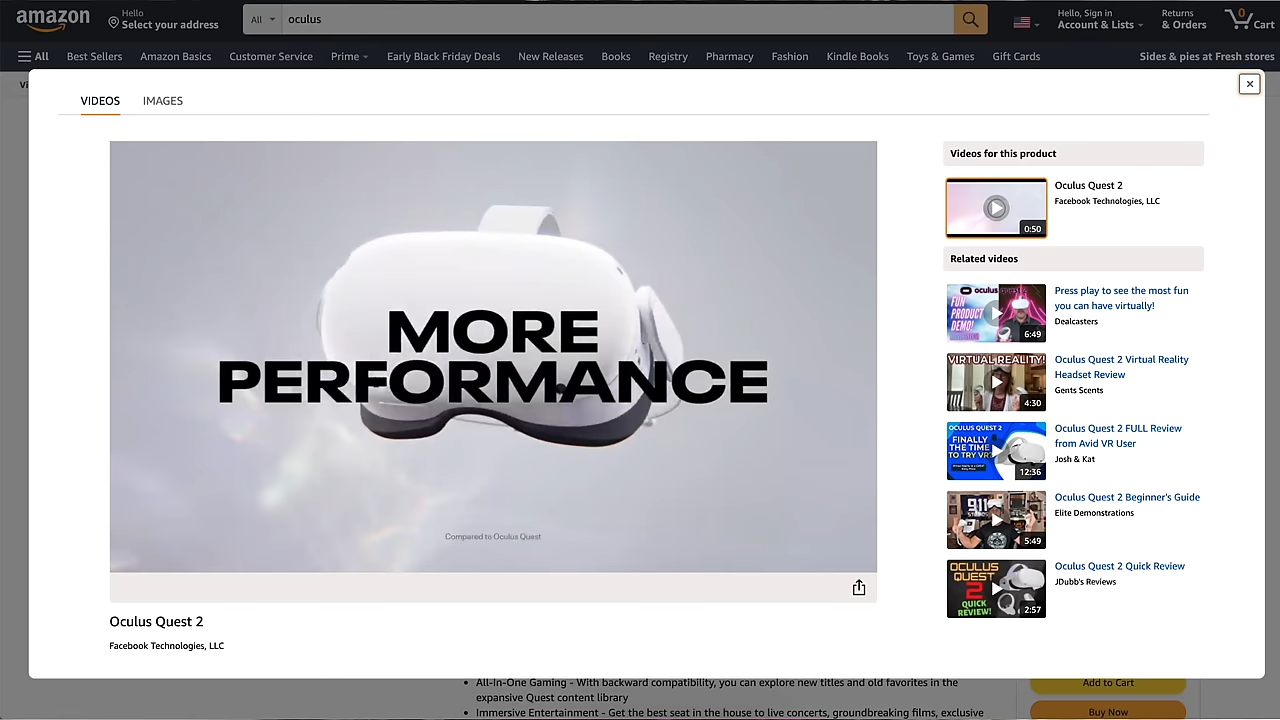 amazon
Hello
Select your address
All
oculus
Hello, Sign in
Account & Lists
Returns
& Orders
0
Cart
All
Best Sellers
Amazon Basics
Customer Service
Prime
Early Black Friday Deals
New Releases
Books
Registry
Pharmacy
Fashion
Kindle Books
Toys & Games
Gift Cards
Sides & pies at Fresh stores
VIDEOS
IMAGES
MORE
PERFORMANCE
Compared to Oculus Quest
Oculus Quest 2
Facebook Technologies, LLC
Videos for this product
0:50
Oculus Quest 2
Facebook Technologies, LLC
Related videos
FUN
PRODUCT
DEMO!
6:49
Press play to see the most fun
you can have virtually!
Dealcasters
VIRTUAL REALITY!
4:30
Oculus Quest 2 Virtual Reality
Headset Review
Gents Scents
OCULUS QUEST 2
FINALLY
THE TIME
TO TRY VR?
12:36
Oculus Quest 2 FULL Review
from Avid VR User
Josh & Kat
911
5:49
Oculus Quest 2 Beginner's Guide
Elite Demonstrations
OCULUS
QUEST
2
QUICK
REVIEW!
2:57
Oculus Quest 2 Quick Review
JDubb's Reviews
All-In-One Gaming - With backward compatibility, you can explore new titles and old favorites in the
expansive Quest content library
Immersive Entertainment - Get the best seat in the house to live concerts, groundbreaking films, exclusive
Add to Cart
Buy Now